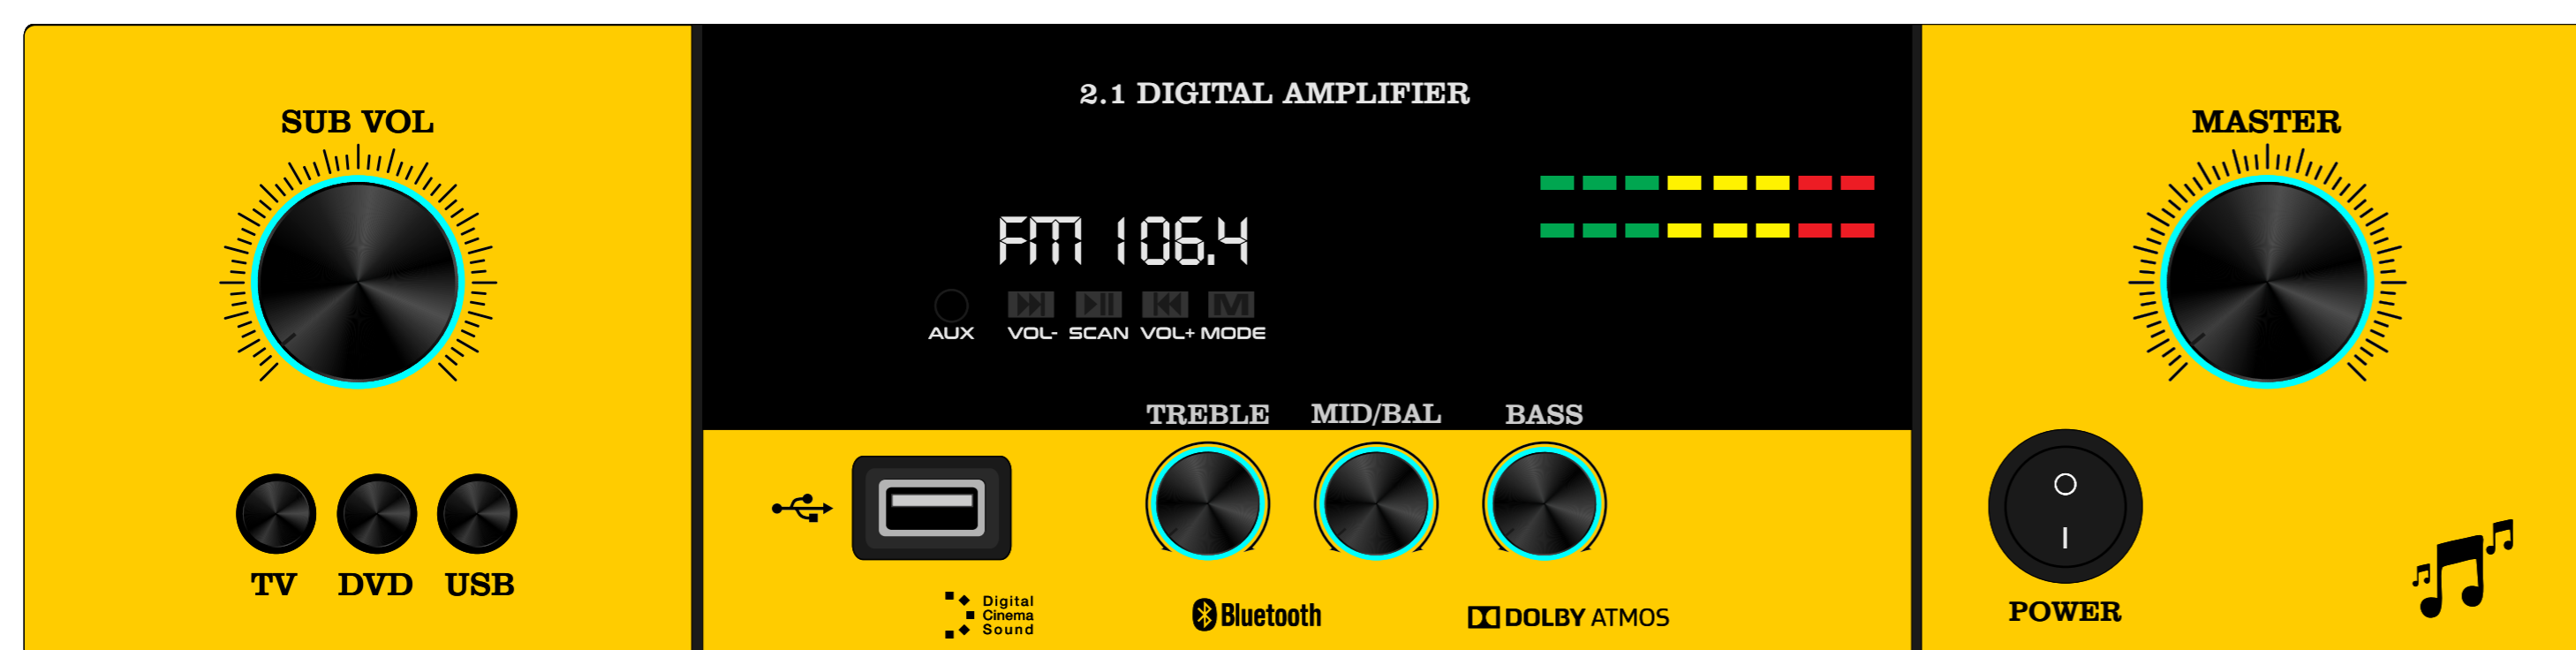 2.1 DIGITAL AMPLIFIER
SUB VOL
MASTER
FM 106.4
M
AUX VOL- SCAN VOL+ MODE
TREBLE MID/BAL BASS
TV DVD USB
POWER
Digital
Cinema
Sound
Bluetooth
DOLBY ATMOS